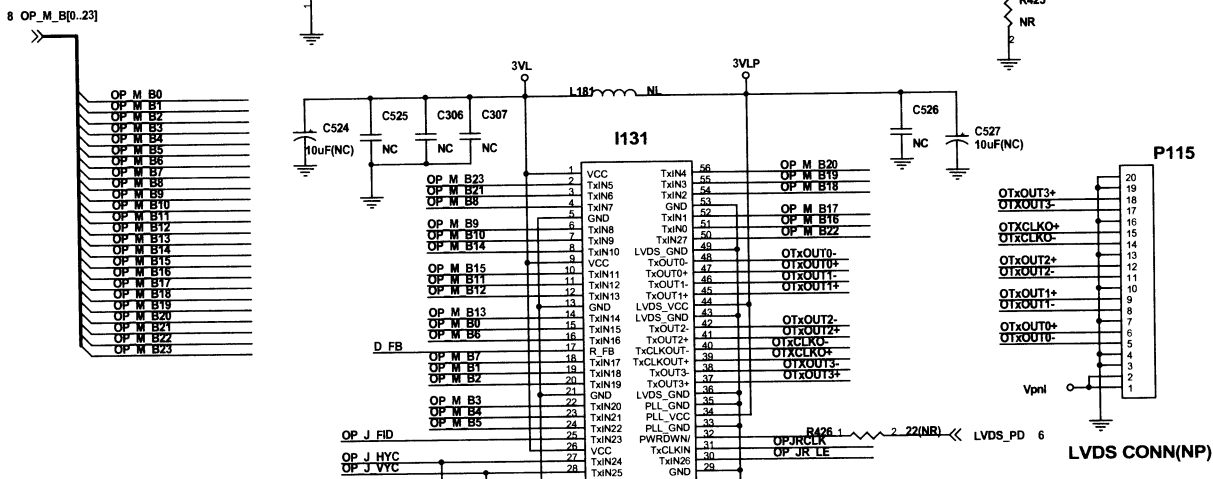 8 OP_M_B[0..23]
OP_M_B0
OP_M_B1
OP_M_B2
OP_M_B3
OP_M_B4
OP_M_B5
OP_M_B6
OP_M_B7
OP_M_B8
OP_M_B9
OP_M_B10
OP_M_B11
OP_M_B12
OP_M_B13
OP_M_B14
OP_M_B15
OP_M_B16
OP_M_B17
OP_M_B18
OP_M_B19
OP_M_B20
OP_M_B21
OP_M_B22
OP_M_B23
1
R425
NR
2
3VL
L181 NL
3VLP
C524
10uF(NC)
C525
NC
C306
NC
C307
NC
C526
NC
C527
10uF(NC)
I131
1 VCC
OP_M_B23 2 TxIN5
OP_M_B21 3 TxIN6
OP_M_B8 4 TxIN7
5 GND
OP_M_B9 6 TxIN8
OP_M_B10 7 TxIN9
OP_M_B14 8 TxIN10
9 VCC
OP_M_B15 10 TxIN11
OP_M_B11 11 TxIN12
OP_M_B12 12 TxIN13
13 GND
OP_M_B13 14 TxIN14
OP_M_B0 15 TxIN15
OP_M_B6 16 TxIN16
D_FB 17 R_FB
OP_M_B7 18 TxIN17
OP_M_B1 19 TxIN18
OP_M_B2 20 TxIN19
21 GND
OP_M_B3 22 TxIN20
OP_M_B4 23 TxIN21
OP_M_B5 24 TxIN22
OP_J_FID 25 TxIN23
26 VCC
OP_J_HYC 27 TxIN24
OP_J_VYC 28 TxIN25
TxIN4 56 OP_M_B20
TxIN3 55 OP_M_B19
TxIN2 54 OP_M_B18
GND 53
TxIN1 52 OP_M_B17
TxIN0 51 OP_M_B16
TxIN27 50 OP_M_B22
LVDS_GND 49
TxOUT0- 48 OTxOUT0-
TxOUT0+ 47 OTxOUT0+
TxOUT1- 46 OTxOUT1-
TxOUT1+ 45 OTxOUT1+
LVDS_VCC 44
LVDS_GND 43
TxOUT2- 42 OTxOUT2-
TxOUT2+ 41 OTxOUT2+
TxCLKOUT- 40 OTxCLKO-
TxCLKOUT+ 39 OTXCLKO+
TxOUT3- 38 OTXOUT3-
TxOUT3+ 37 OTxOUT3+
LVDS_GND 36
PLL_GND 35
PLL_VCC 34
PLL_GND 33
PWRDWN/ 32 R426 1 2 22(NR) LVDS_PD 6
TxCLKIN 31 OPJRCLK
TxIN26 30 OP_JR_LE
GND 29
P115
20
19
OTxOUT3+ 18
OTXOUT3- 17
16
OTXCLKO+ 15
OTxCLKO- 14
13
OTxOUT2+ 12
OTxOUT2- 11
10
OTxOUT1+ 9
OTxOUT1- 8
7
OTxOUT0+ 6
OTxOUT0- 5
4
3
2
Vpnl 1
LVDS CONN(NP)